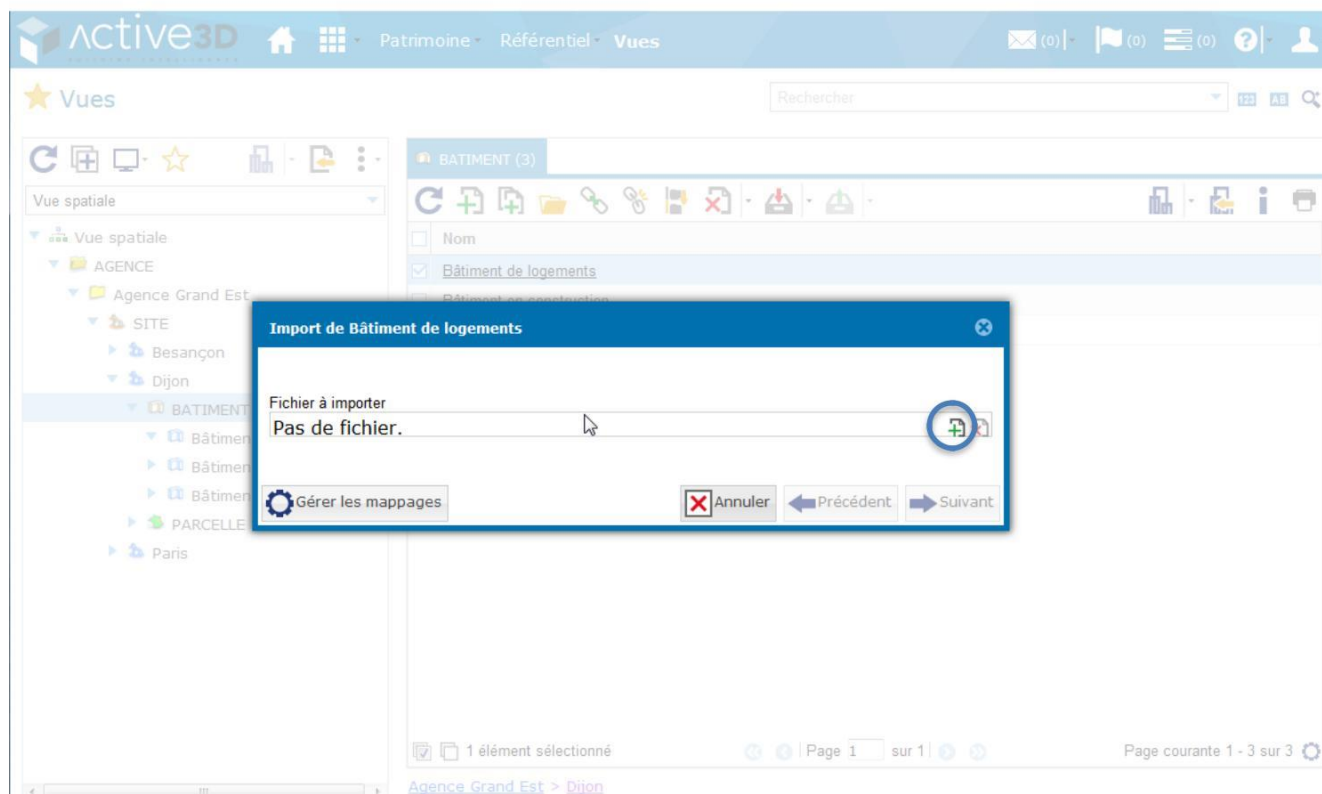 ACTIVE3D Patrimoine Référentiel Vues (0) (0) (0)
Vues
Rechercher
BATIMENT (3)
Vue spatiale
Vue spatiale
Nom
AGENCE
Bâtiment de logements
Agence Grand Est
Bâtiment en construction
SITE
Import de Bâtiment de logements
Besançon
Dijon
Fichier à importer
BATIMENT
Pas de fichier.
Bâtimen
Bâtimen
Bâtimen
Gérer les mappages Annuler Précédent Suivant
PARCELLE
Paris
1 élément sélectionné Page 1 sur 1 Page courante 1 - 3 sur 3
Agence Grand Est > Dijon